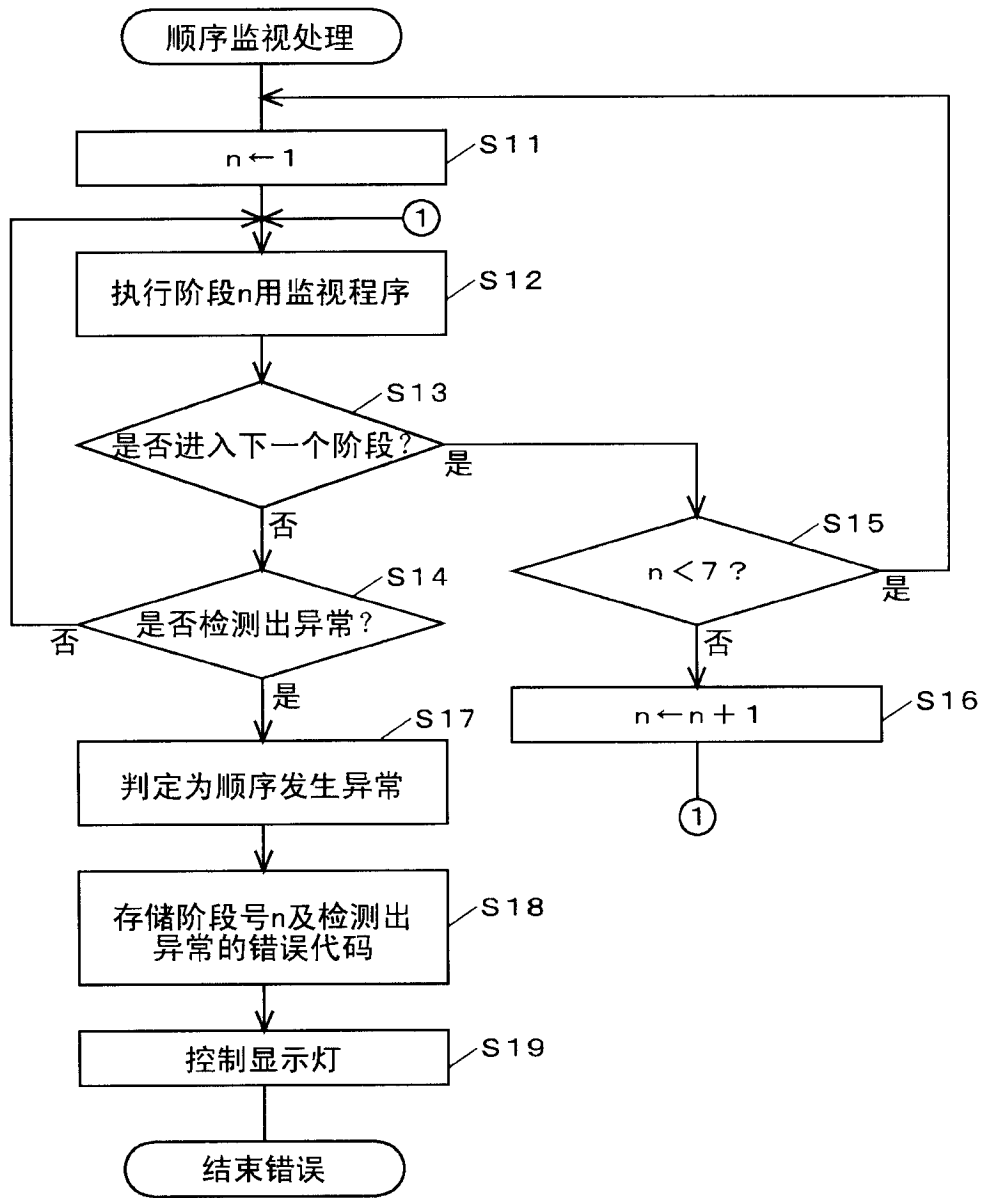 顺序监视处理
n←1
S11
①
执行阶段n用监视程序
S12
S13
是否进入下一个阶段?
是
否
S14
是否检测出异常?
否
是
S15
n<7?
是
否
n←n+1
S16
①
S17
判定为顺序发生异常
存储阶段号n及检测出
异常的错误代码
S18
控制显示灯
S19
结束错误